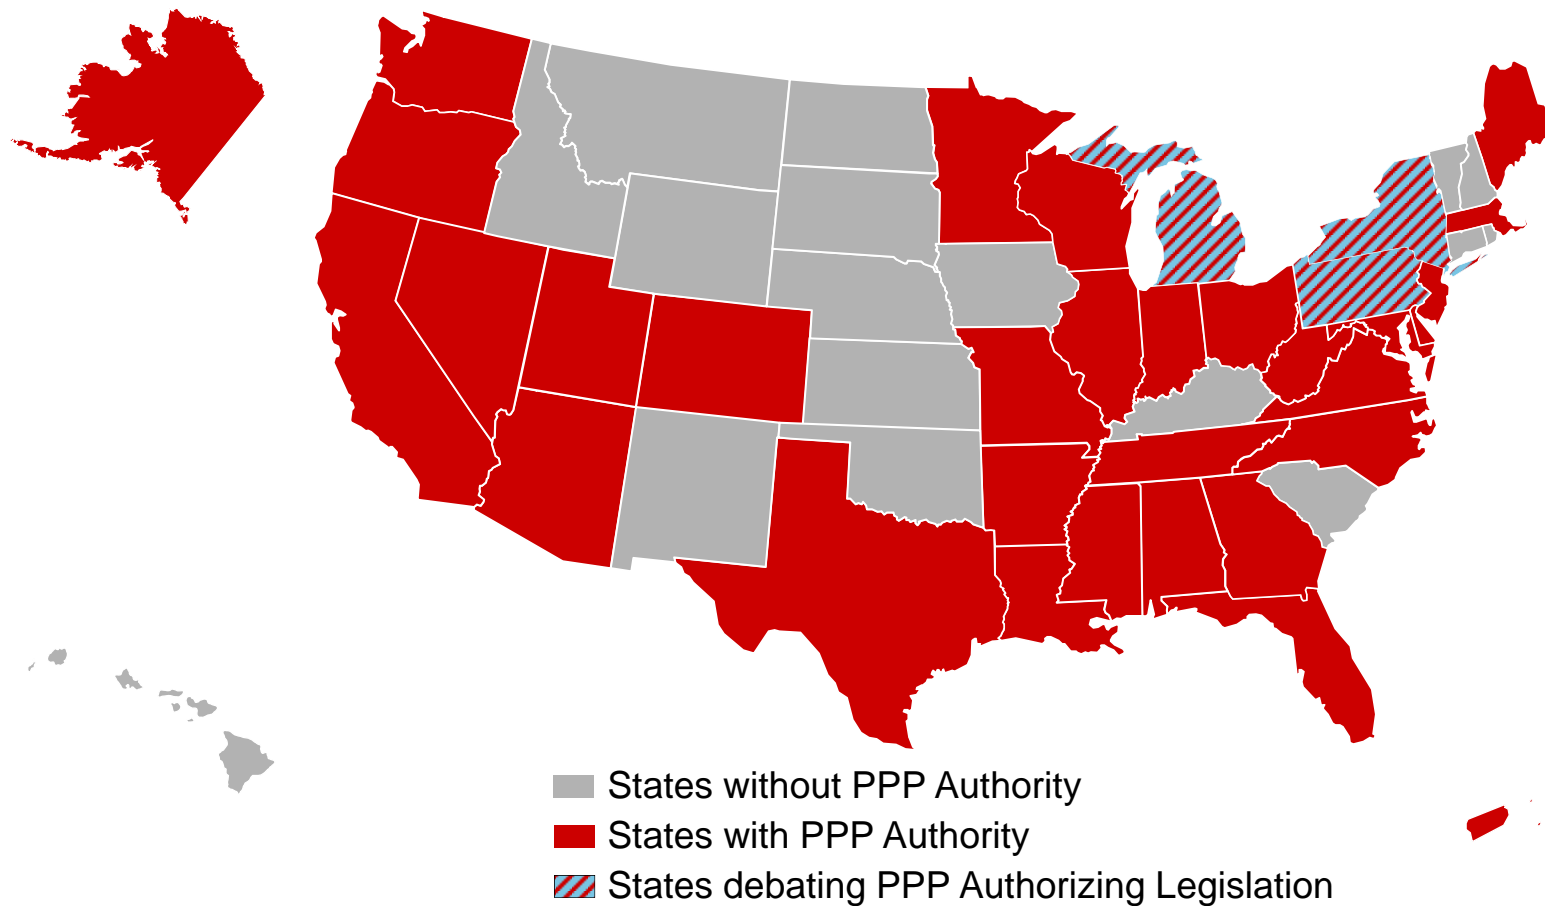 States without PPP Authority
States with PPP Authority
States debating PPP Authorizing Legislation